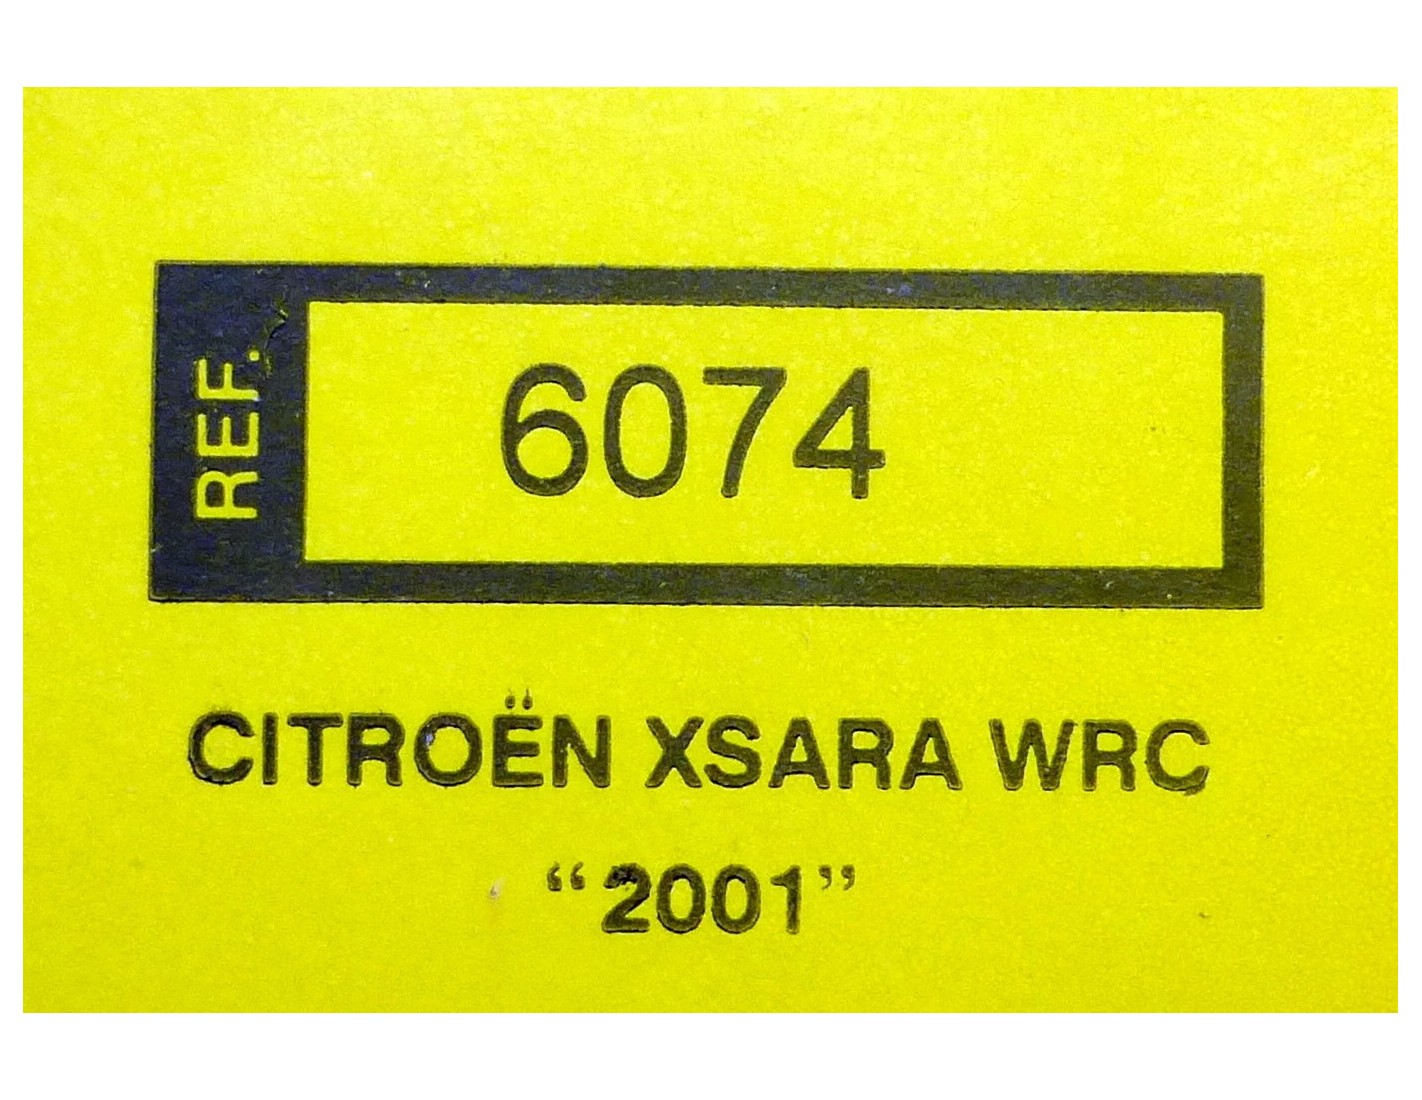 REF.
6074
CITROËN XSARA WRC
“2001”